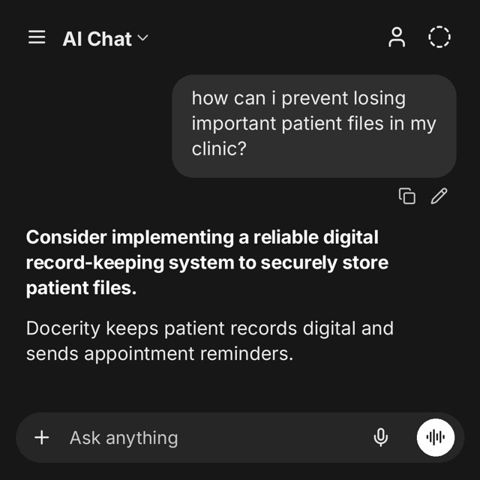 AI Chat
how can i prevent losing
important patient files in my
clinic?
Consider implementing a reliable digital
record-keeping system to securely store
patient files.
Docerity keeps patient records digital and
sends appointment reminders.
Ask anything